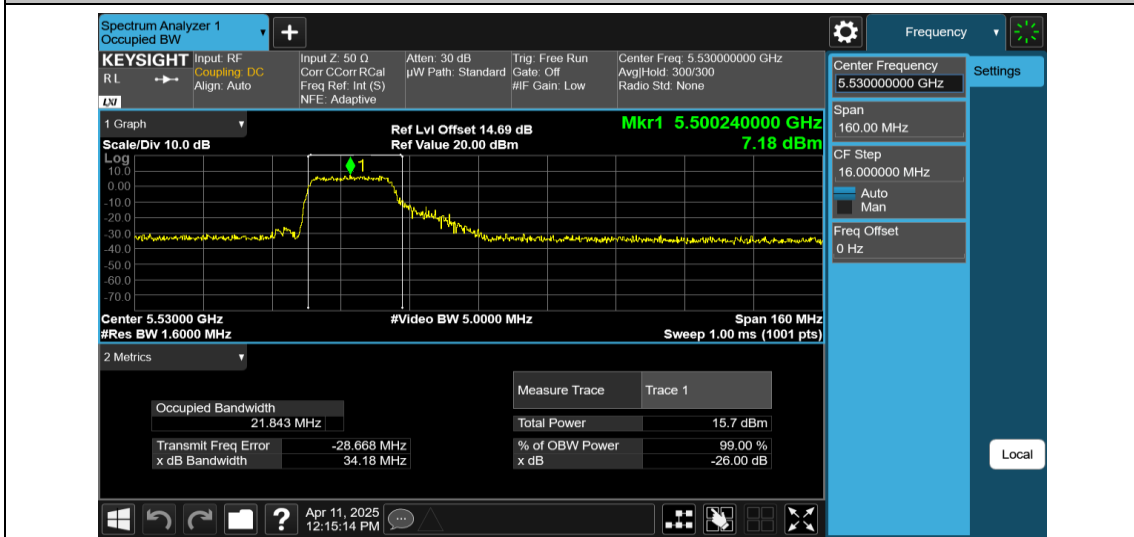 Spectrum Analyzer 1
Occupied BW
Frequency
KEYSIGHT
R L
LXI
Input: RF
Coupling: DC
Align: Auto
Input Z: 50 Ω
Corr CCorr RCal
Freq Ref: Int (S)
NFE: Adaptive
Atten: 30 dB
µW Path: Standard
Trig: Free Run
Gate: Off
#IF Gain: Low
Center Freq: 5.530000000 GHz
Avg|Hold: 300/300
Radio Std: None
Center Frequency
5.530000000 GHz
Settings
Span
160.00 MHz
CF Step
16.000000 MHz
Auto
Man
Freq Offset
0 Hz
Local
1 Graph
Scale/Div 10.0 dB
Ref Lvl Offset 14.69 dB
Ref Value 20.00 dBm
Mkr1 5.500240000 GHz
7.18 dBm
Log
10.0
0.00
-10.0
-20.0
-30.0
-40.0
-50.0
-60.0
-70.0
1
Center 5.53000 GHz
#Res BW 1.6000 MHz
#Video BW 5.0000 MHz
Span 160 MHz
Sweep 1.00 ms (1001 pts)
2 Metrics
Measure Trace Trace 1
Occupied Bandwidth
21.843 MHz
Total Power 15.7 dBm
Transmit Freq Error -28.668 MHz
% of OBW Power 99.00 %
x dB Bandwidth 34.18 MHz
x dB -26.00 dB
Apr 11, 2025
12:15:14 PM